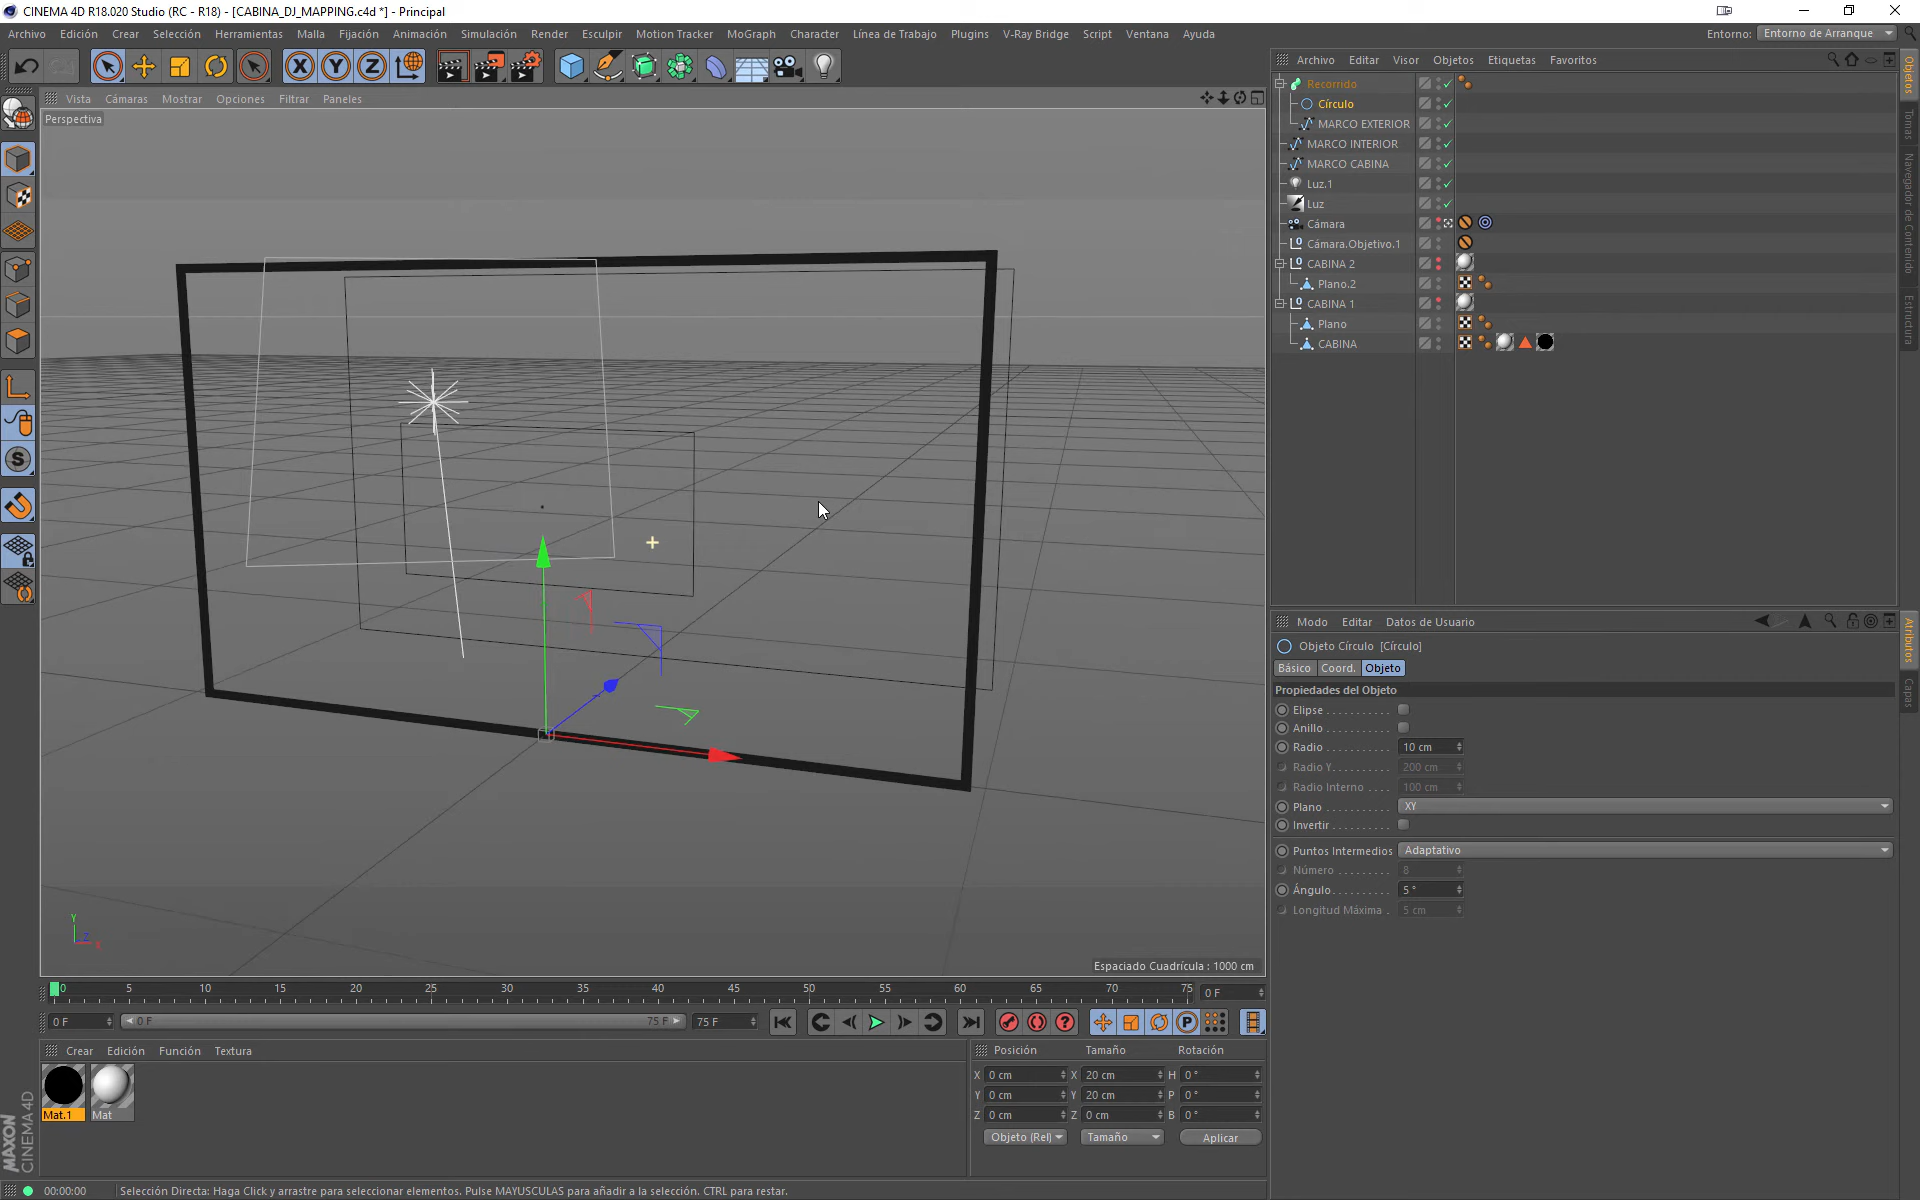 CINEMA 4D R18.020 Studio (RC - R18) - [CABINA_DJ_MAPPING.c4d *] - Principal
Archivo Edición Crear Selección Herramientas Malla Fijación Animación Simulación Render Esculpir Motion Tracker MoGraph Character Línea de Trabajo Plugins V-Ray Bridge Script Ventana Ayuda
Entorno: Entorno de Arranque
Vista Cámaras Mostrar Opciones Filtrar Paneles
Perspectiva
Archivo Editar Visor Objetos Etiquetas Favoritos
Recorrido
Círculo
MARCO EXTERIOR
MARCO INTERIOR
MARCO CABINA
Luz.1
Luz
Cámara
Cámara.Objetivo.1
CABINA 2
Plano.2
CABINA 1
Plano
CABINA
Objetos
Tomas
Navegador de Contenido
Estructura
Modo Editar Datos de Usuario
Objeto Círculo [Círculo]
Básico Coord. Objeto
Propiedades del Objeto
Elipse . . . . . . . . . . .
Anillo . . . . . . . . . . .
Radio . . . . . . . . . . . 10 cm
Radio Y. . . . . . . . . . 200 cm
Radio Interno . . . 100 cm
Plano . . . . . . . . . . . XY
Invertir . . . . . . . . . .
Puntos Intermedios Adaptativo
Número . . . . . . . . . 8
Ángulo. . . . . . . . . . 5 °
Longitud Máxima . 5 cm
Atributos
Capas
Y
Z
X
Espaciado Cuadrícula : 1000 cm
0 5 10 15 20 25 30 35 40 45 50 55 60 65 70 75
0 F
0 F 0 F 75 F 75 F
Crear Edición Función Textura
Mat.1 Mat
MAXON
CINEMA 4D
Posición Tamaño Rotación
X 0 cm X 20 cm H 0 °
Y 0 cm Y 20 cm P 0 °
Z 0 cm Z 0 cm B 0 °
Objeto (Rel) Tamaño Aplicar
00:00:00 Selección Directa: Haga Click y arrastre para seleccionar elementos. Pulse MAYUSCULAS para añadir a la selección. CTRL para restar.